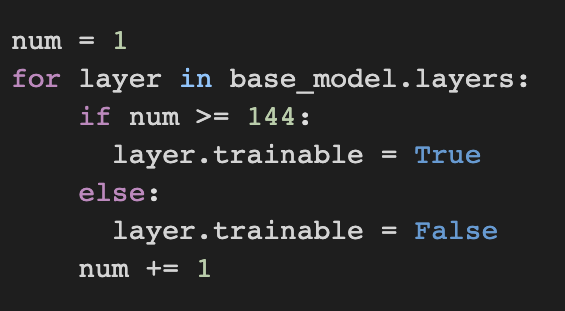 num = 1
for layer in base_model.layers:
    if num >= 144:
      layer.trainable = True
    else:
      layer.trainable = False
    num += 1